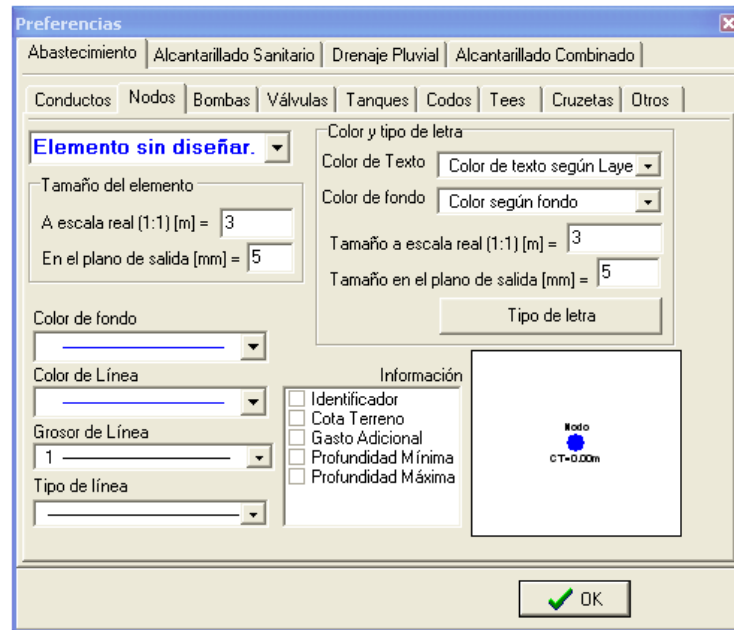 Preferencias
Abastecimiento Alcantarillado Sanitario Drenaje Pluvial Alcantarillado Combinado
Conductos Nodos Bombas Válvulas Tanques Codos Tees Cruzetas Otros
Elemento sin diseñar.
Tamaño del elemento
A escala real (1:1) [m] = 3
En el plano de salida [mm] = 5
Color y tipo de letra
Color de Texto Color de texto según Laye
Color de fondo Color según fondo
Tamaño a escala real (1:1) [m] = 3
Tamaño en el plano de salida [mm] = 5
Tipo de letra
Color de fondo
Color de Línea
Grosor de Línea
1
Tipo de línea
Información
Identificador
Cota Terreno
Gasto Adicional
Profundidad Mínima
Profundidad Máxima
Nodo
CT=0.00m
OK